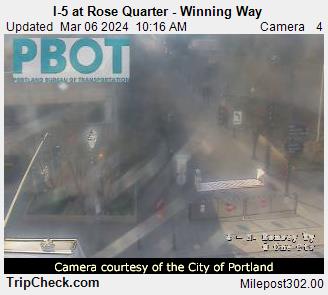 I-5 at Rose Quarter - Winning Way
Updated Mar 06 2024 10:16 AM Camera 4
PBOT
PORTLAND BUREAU OF TRANSPORTATION
Camera courtesy of the City of Portland
TripCheck.com Milepost302.00